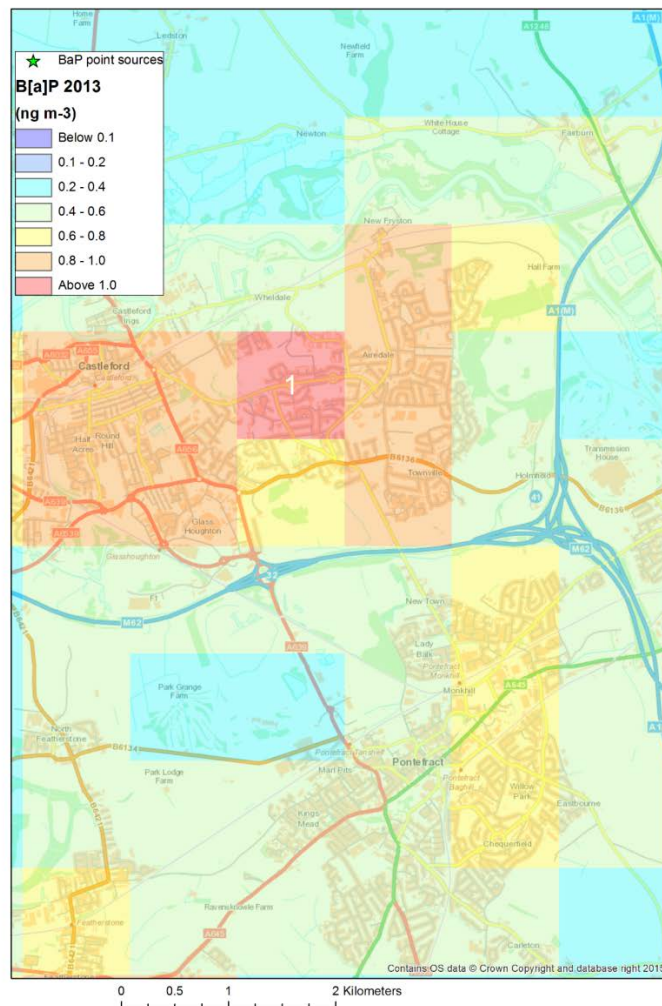 Home
Farm
Ledston
Newfield
Farm
A1246
A1(M)
BaP point sources
B[a]P 2013
(ng m-3)
Below 0.1
0.1 - 0.2
0.2 - 0.4
0.4 - 0.6
0.6 - 0.8
0.8 - 1.0
Above 1.0
Newton
White House
Cottage
Fairburn
New Fryston
Wheldale
Hall Farm
A1(M)
Castleford
Ings
Airedale
Castleford
1
Half
Acres
Round
Hill
A656
B6136
Townville
Transmission
House
Holmfield
41
B6136
B6421
Glass
Houghton
Glasshoughton
32
M62
M62
New Town
A639
Lady
Balk
Pontefract
Monkhill
Monkhill
A645
Park Grange
Farm
B6421
North
Featherstone
B6134
Pontefract Tanshelf
Marl Pits
Pontefract
Pontefract
Baghill
Park Lodge
Farm
Willow
Park
Eastbourne
Kings
Mead
Chequerfield
Ravensknowle Farm
Featherstone
A645
Carleton
Contains OS data © Crown Copyright and database right 2015
0 0.5 1 2 Kilometers